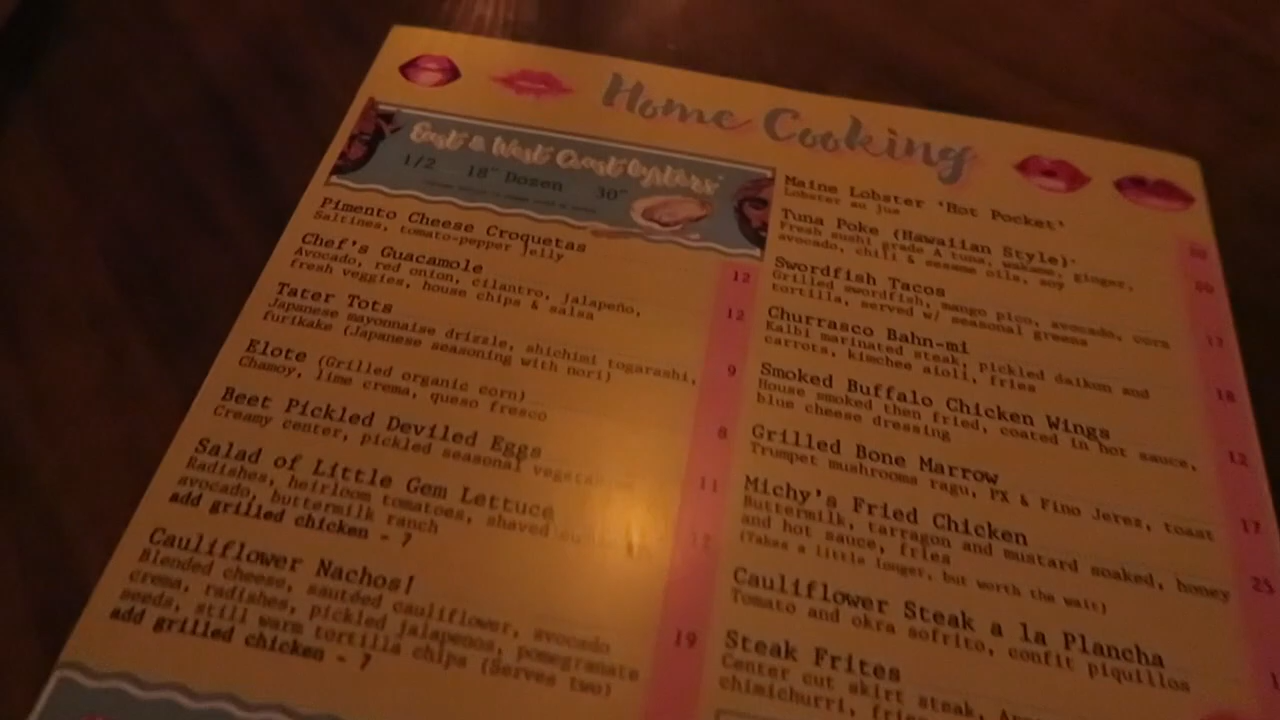 Home Cooking
East & West Coast Oysters*
1/2 18~ Dozen 30~
Pimento Cheese Croquetas 12
Saltines, tomato-pepper jelly
Chef's Guacamole 12
Avocado, red onion, cilantro, jalapeño,
fresh veggies, house chips & salsa
Tater Tots 9
Japanese mayonnaise drizzle, shichimi togarashi,
furikake (Japanese seasoning with nori)
Elote (Grilled organic corn) 8
Chamoy, lime crema, queso fresco
Beet Pickled Deviled Eggs 11
Creamy center, pickled seasonal vegetables
Salad of Little Gem Lettuce 12
Radishes, heirloom tomatoes, shaved
avocado, buttermilk ranch
add grilled chicken - 7
Cauliflower Nachos! 19
Blended cheese, sautéed cauliflower, avocado
crema, radishes, pickled jalapenos, pomegranate
seeds, still warm tortilla chips (Serves two)
add grilled chicken - 7
Maine Lobster 'Hot Pocket'
Lobster au jus
Tuna Poke (Hawaiian Style)*
Fresh sushi grade A tuna, wakame, ginger,
avocado, chili & sesame oils, soy
Swordfish Tacos 17
Grilled swordfish, mango pico, avocado, corn
tortilla, served w/ seasonal greens
Churrasco Bahn-mi 18
Kalbi marinated steak, pickled daikon and
carrots, kimchee aioli, fries
Smoked Buffalo Chicken Wings 12
House smoked then fried, coated in hot sauce,
blue cheese dressing
Grilled Bone Marrow 17
Trumpet mushrooms ragu, PX & Fino Jerez, toast
Michy's Fried Chicken 25
Buttermilk, tarragon and mustard soaked, honey
and hot sauce, fries
(Takes a little longer, but worth the wait)
Cauliflower Steak a la Plancha
Tomato and okra sofrito, confit piquillos
Steak Frites
Center cut skirt steak,
chimichurri, fries